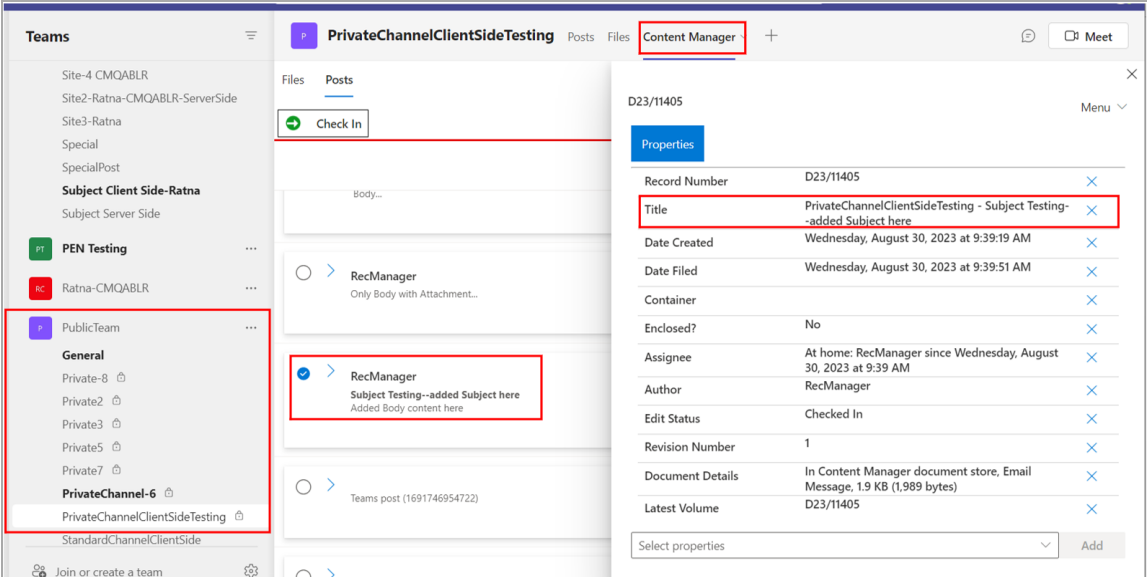 Teams
Site-4 CMQABLR
Site2-Ratna-CMQABLR-ServerSide
Site3-Ratna
Special
SpecialPost
Subject Client Side-Ratna
Subject Server Side
PT PEN Testing ...
RC Ratna-CMQABLR ...
P PublicTeam ...
General
Private-8
Private2
Private3
Private5
Private7
PrivateChannel-6
PrivateChannelClientSideTesting
StandardChannelClientSide
Join or create a team
P PrivateChannelClientSideTesting Posts Files Content Manager Meet
Files Posts
Check In
Body...
RecManager
Only Body with Attachment...
RecManager
Subject Testing--added Subject here
Added Body content here
Teams post (1691746954722)
D23/11405
Menu
Properties
Record Number D23/11405
Title PrivateChannelClientSideTesting - Subject Testing-
-added Subject here
Date Created Wednesday, August 30, 2023 at 9:39:19 AM
Date Filed Wednesday, August 30, 2023 at 9:39:51 AM
Container
Enclosed? No
Assignee At home: RecManager since Wednesday, August
30, 2023 at 9:39 AM
Author RecManager
Edit Status Checked In
Revision Number 1
Document Details In Content Manager document store, Email
Message, 1.9 KB (1,989 bytes)
Latest Volume D23/11405
Select properties Add